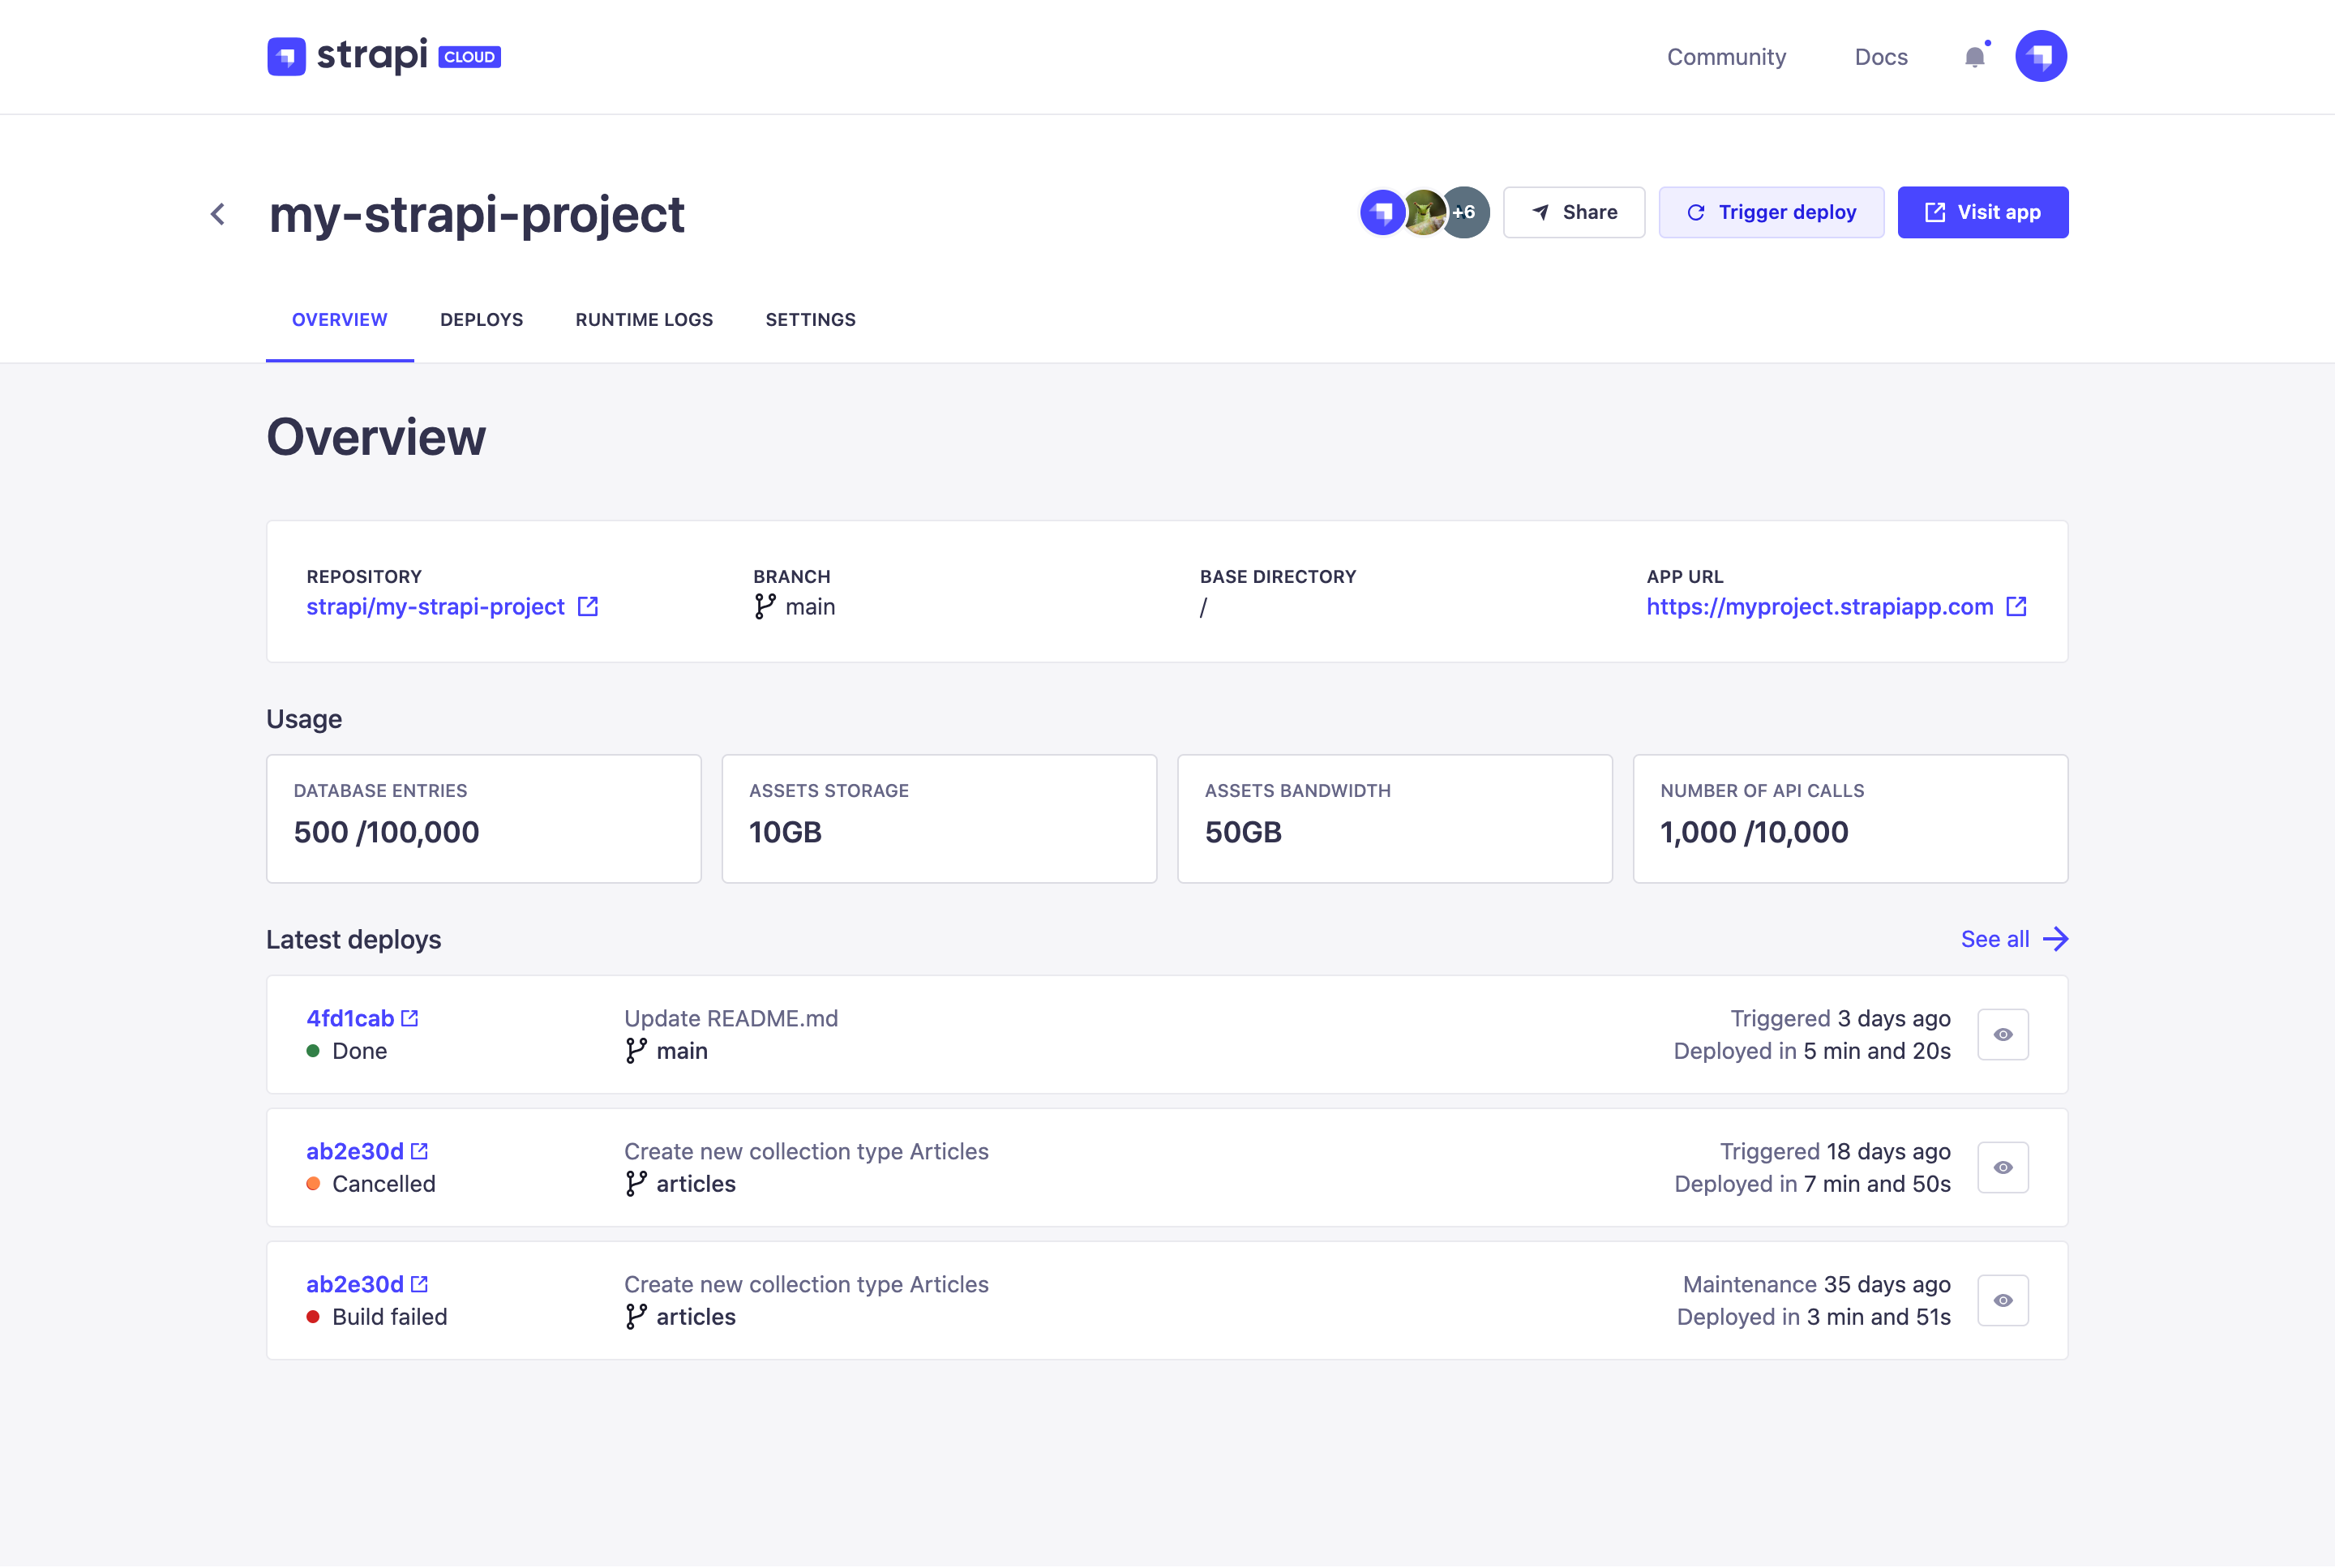 strapi CLOUD
Community
Docs
my-strapi-project
+6
Share
Trigger deploy
Visit app
OVERVIEW
DEPLOYS
RUNTIME LOGS
SETTINGS
Overview
REPOSITORY
strapi/my-strapi-project
BRANCH
main
BASE DIRECTORY
/
APP URL
https://myproject.strapiapp.com
Usage
DATABASE ENTRIES
500 /100,000
ASSETS STORAGE
10GB
ASSETS BANDWIDTH
50GB
NUMBER OF API CALLS
1,000 /10,000
Latest deploys
See all
4fd1cab
Done
Update README.md
main
Triggered 3 days ago
Deployed in 5 min and 20s
ab2e30d
Cancelled
Create new collection type Articles
articles
Triggered 18 days ago
Deployed in 7 min and 50s
ab2e30d
Build failed
Create new collection type Articles
articles
Maintenance 35 days ago
Deployed in 3 min and 51s